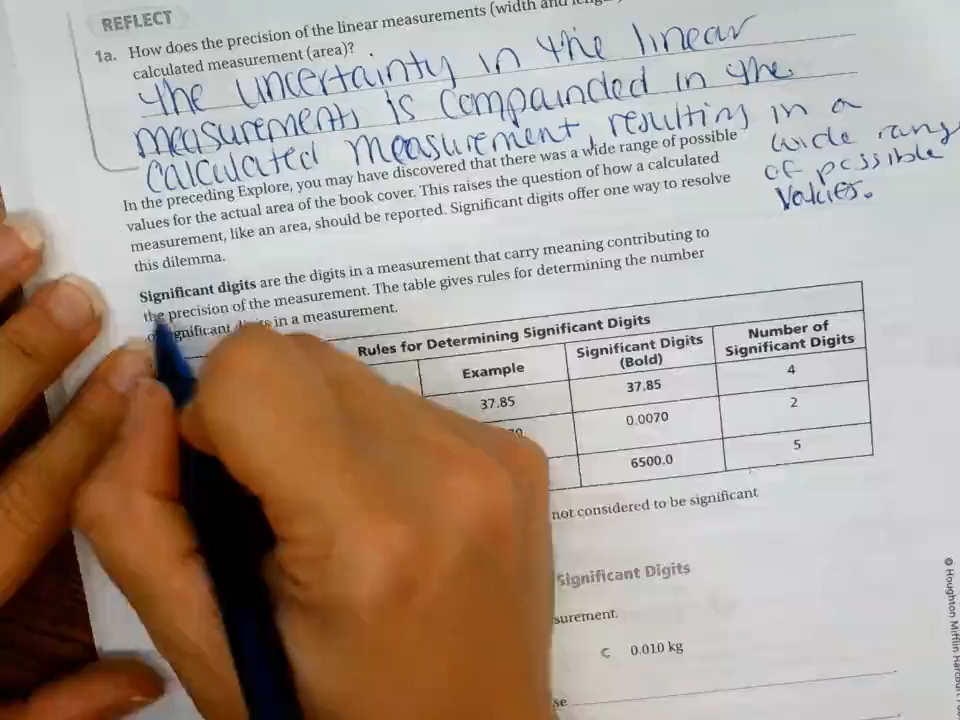 REFLECT
1a. How does the precision of the linear measurements (width and
calculated measurement (area)?
the uncertainty in the linear
measurements is compainded in the
calculated measurement, resulting in a
wide range
of possible
values.
In the preceding Explore, you may have discovered that there was a wide range of possible
values for the actual area of the book cover. This raises the question of how a calculated
measurement, like an area, should be reported. Significant digits offer one way to resolve
this dilemma.
Significant digits are the digits in a measurement that carry meaning contributing to
the precision of the measurement. The table gives rules for determining the number
in a measurement.
Rules for Determining Significant Digits
Example Significant Digits (Bold) Number of Significant Digits
37.85 37.85 4
0.0070 2
6500.0 5
not considered to be significant
Significant Digits
surement.
C 0.010 kg
se
© Houghton Mifflin Harcourt